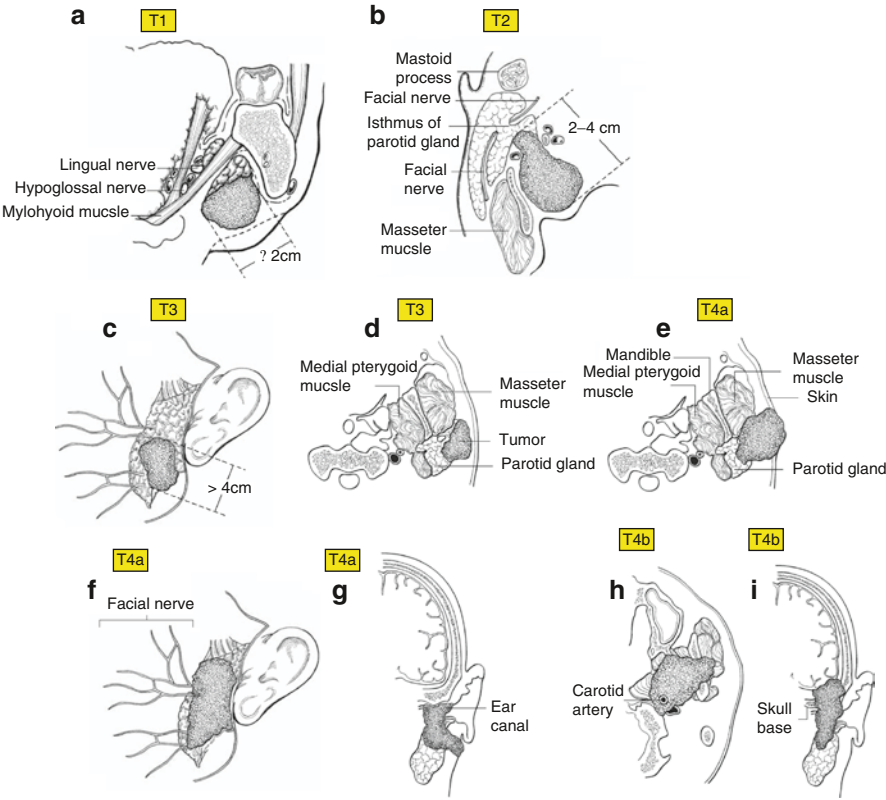 a
T1
Lingual nerve
Hypoglossal nerve
Mylohyoid mucsle
? 2cm
b
T2
Mastoid
process
Facial nerve
Isthmus of
parotid gland
Facial
nerve
Masseter
mucsle
2–4 cm
c
T3
> 4cm
d
T3
Medial pterygoid
mucsle
Masseter
muscle
Tumor
Parotid gland
e
T4a
Mandible
Medial pterygoid
muscle
Masseter
muscle
Skin
Parotid gland
f
T4a
Facial nerve
g
T4a
Ear
canal
h
T4b
Carotid
artery
i
T4b
Skull
base